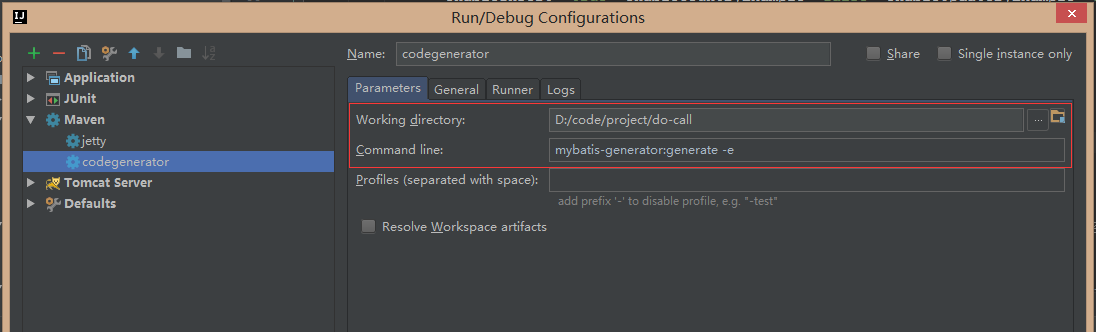 IJ
Run/Debug Configurations
Name: codegenerator Share Single instance only
Application
JUnit
Maven
jetty
codegenerator
Tomcat Server
Defaults
Parameters General Runner Logs
Working directory: D:/code/project/do-call ...
Command line: mybatis-generator:generate -e
Profiles (separated with space):
add prefix '-' to disable profile, e.g. "-test"
Resolve Workspace artifacts